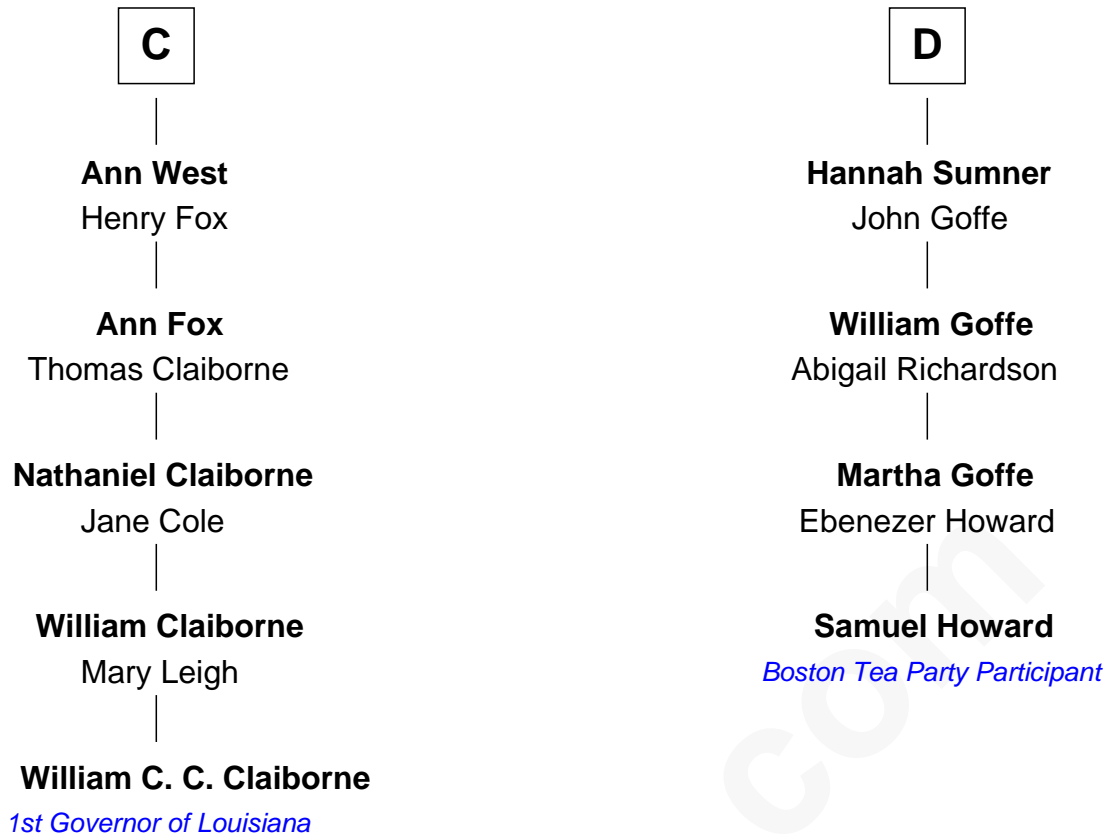 C
Ann West
Henry Fox
Ann Fox
Thomas Claiborne
Nathaniel Claiborne
Jane Cole
William Claiborne
Mary Leigh
William C. C. Claiborne
1st Governor of Louisiana
D
Hannah Sumner
John Goffe
William Goffe
Abigail Richardson
Martha Goffe
Ebenezer Howard
Samuel Howard
Boston Tea Party Participant
com